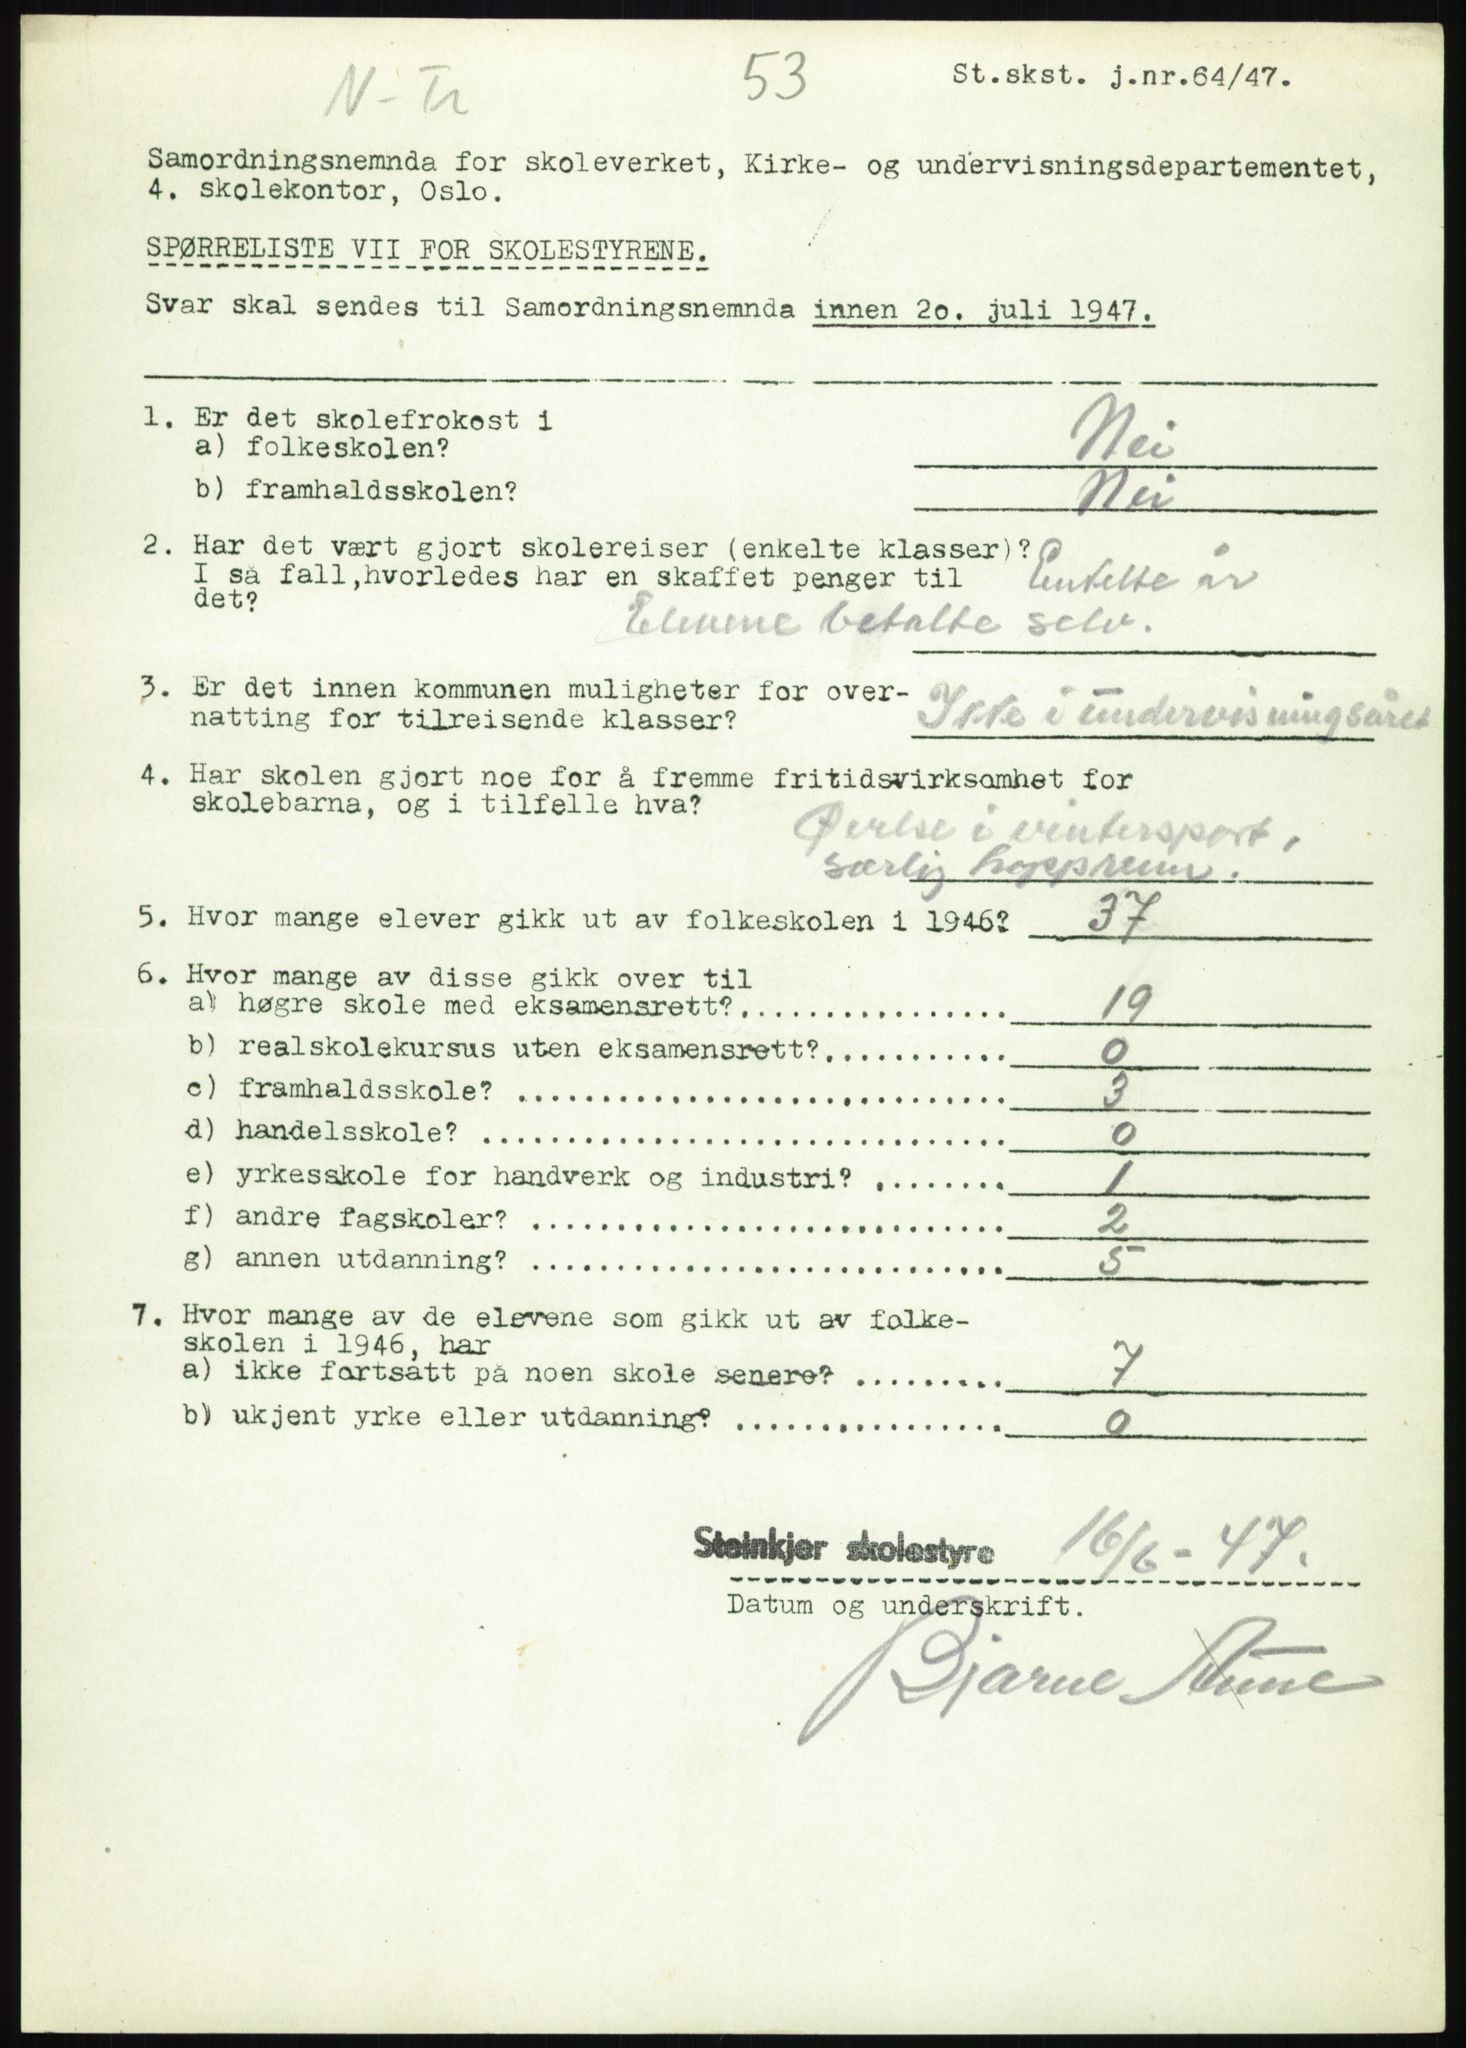 N-Tr
53
St.skst. j.nr.64/47.
Samordningsnemnda for skoleverket, Kirke- og undervisningsdepartementet,
4. skolekontor, Oslo.
SPØRRELISTE VII FOR SKOLESTYRENE.
Svar skal sendes til Samordningsnemnda innen 2o. juli 1947.
1. Er det skolefrokost i
a) folkeskolen? Nei
b) framhaldsskolen? Nei
2. Har det vært gjort skolereiser (enkelte klasser)?
I så fall,hvorledes har en skaffet penger til Enkelte år
det? Elevene betalte selv.
3. Er det innen kommunen muligheter for over-
natting for tilreisende klasser? Ikke i undervisningsåret
4. Har skolen gjort noe for å fremme fritidsvirksomhet for
skolebarna, og i tilfelle hva?
Øvelse i vintersport,
særlig hopprenn.
5. Hvor mange elever gikk ut av folkeskolen i 1946? 37
6. Hvor mange av disse gikk over til
a) høgre skole med eksamensrett?................ 19
b) realskolekursus uten eksamensrett?........... 0
c) framhaldsskole? ............................. 3
d) handelsskole? ............................... 0
e) yrkesskole for handverk og industri? ........ 1
f) andre fagskoler? ............................ 2
g) annen utdanning? ............................ 5
7. Hvor mange av de elevene som gikk ut av folke-
skolen i 1946, har
a) ikke fortsatt på noen skole senere? ......... 7
b) ukjent yrke eller utdanning? ................ 0
Steinkjer skolestyre 16/6-47.
Datum og underskrift.
Bjarne Aune